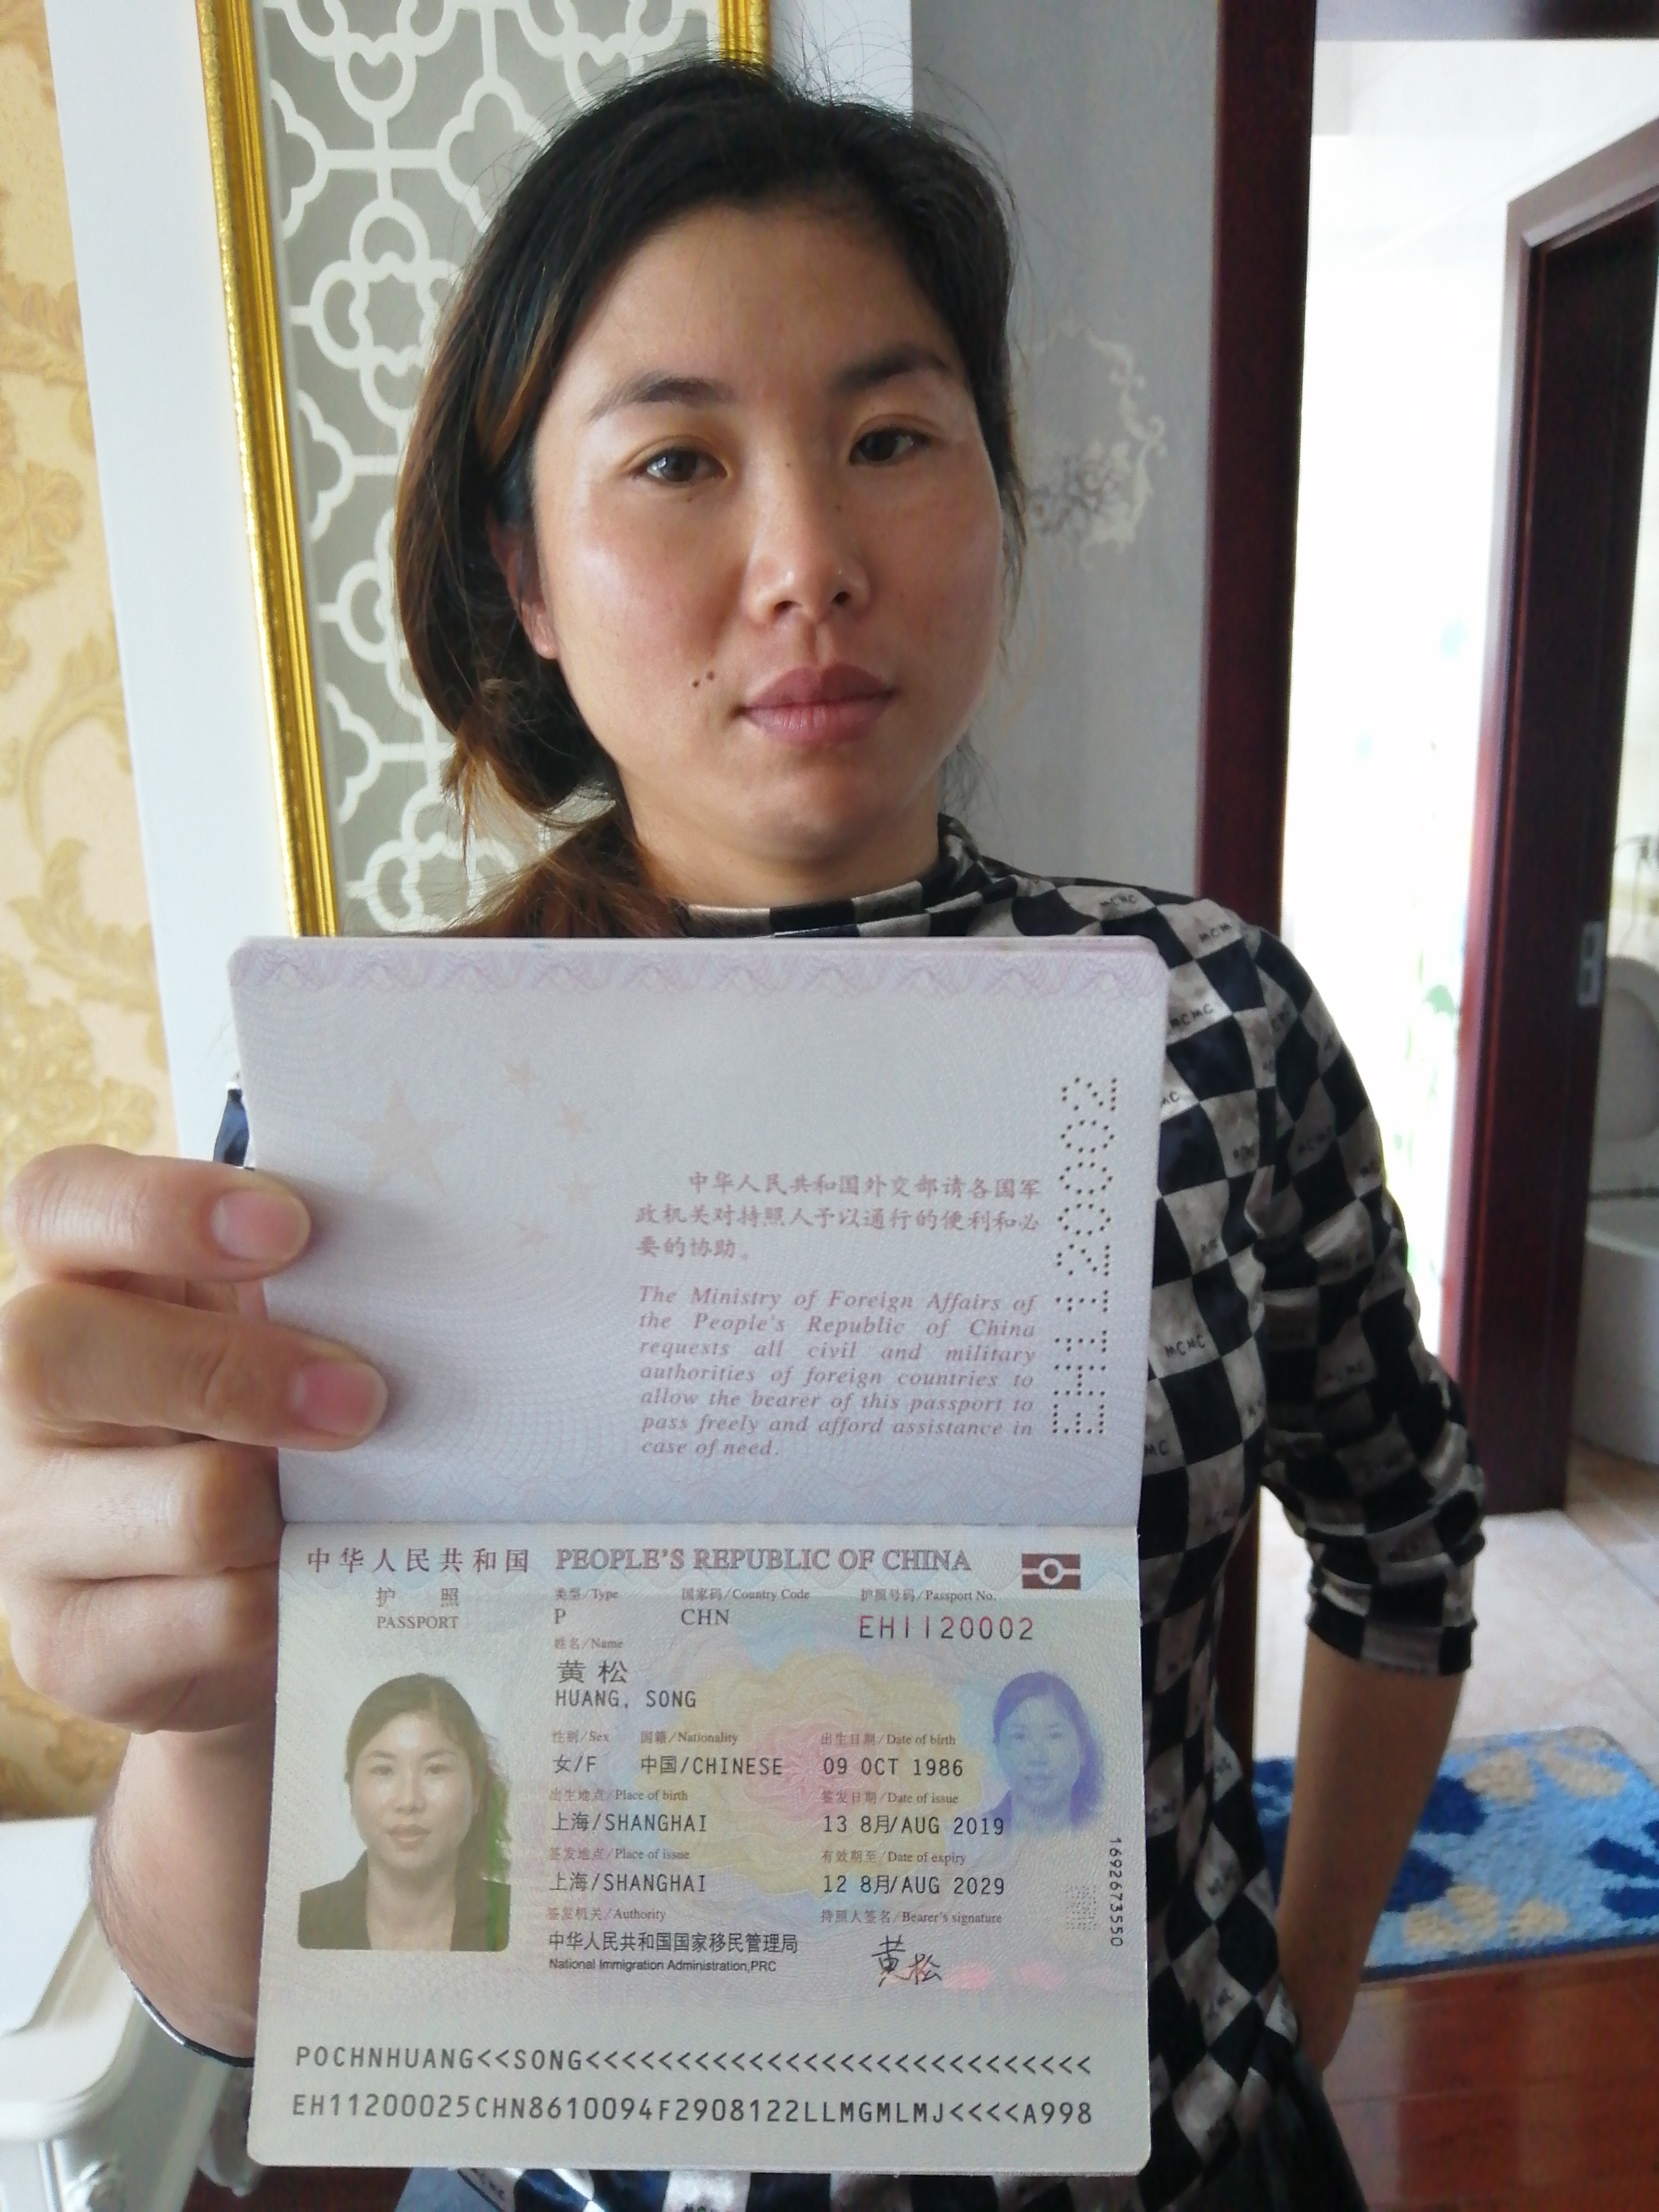 中华人民共和国外交部请各国军
政机关对持照人予以通行的便利和必
要的协助。
The Ministry of Foreign Affairs of
the People's Republic of China
requests all civil and military
authorities of foreign countries to
allow the bearer of this passport to
pass freely and afford assistance in
case of need.
EH1120002
中华人民共和国 PEOPLE'S REPUBLIC OF CHINA
护 照 类型/Type 国家码/Country Code 护照号码/Passport No.
PASSPORT P CHN EH1120002
姓名/Name
黄松
HUANG, SONG
性别/Sex 国籍/Nationality 出生日期/Date of birth
女/F 中国/CHINESE 09 OCT 1986
出生地点/Place of birth 签发日期/Date of issue
上海/SHANGHAI 13 8月/AUG 2019
签发地点/Place of issue 有效期至/Date of expiry
上海/SHANGHAI 12 8月/AUG 2029
签发机关/Authority 持照人签名/Bearer's signature
中华人民共和国国家移民管理局 黄松
National Immigration Administration,PRC
1692673550
POCHNHUANG<<SONG<<<<<<<<<<<<<<<<<<<<<<<<<<<<
EH11200025CHN8610094F2908122LLMGMLMJ<<<<A998
MCMC